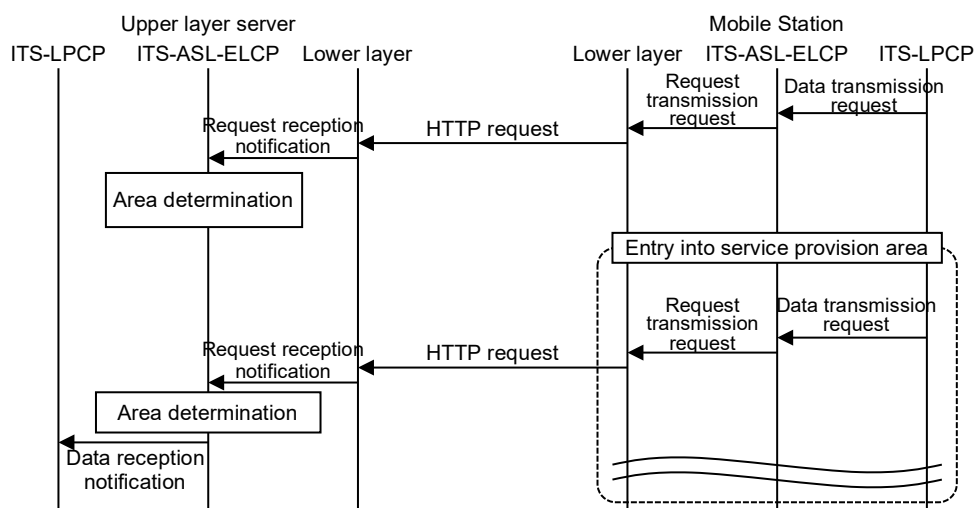 Upper layer server
Mobile Station
ITS-LPCP
ITS-ASL-ELCP
Lower layer
Lower layer
ITS-ASL-ELCP
ITS-LPCP
Data transmission
request
Request
transmission
request
HTTP request
Request reception
notification
Area determination
Entry into service provision area
Data transmission
request
Request
transmission
request
HTTP request
Request reception
notification
Area determination
Data reception
notification